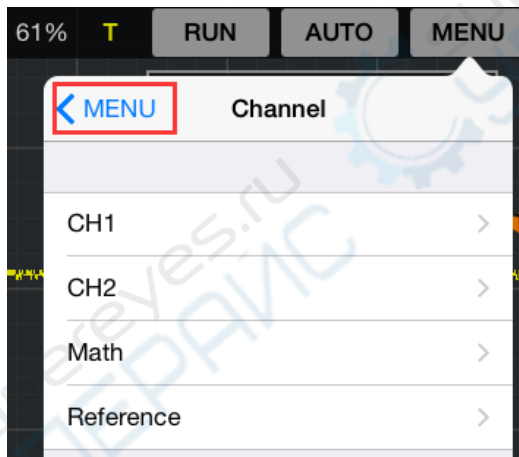 61% T RUN AUTO MENU
MENU Channel
CH1
CH2
Math
Reference